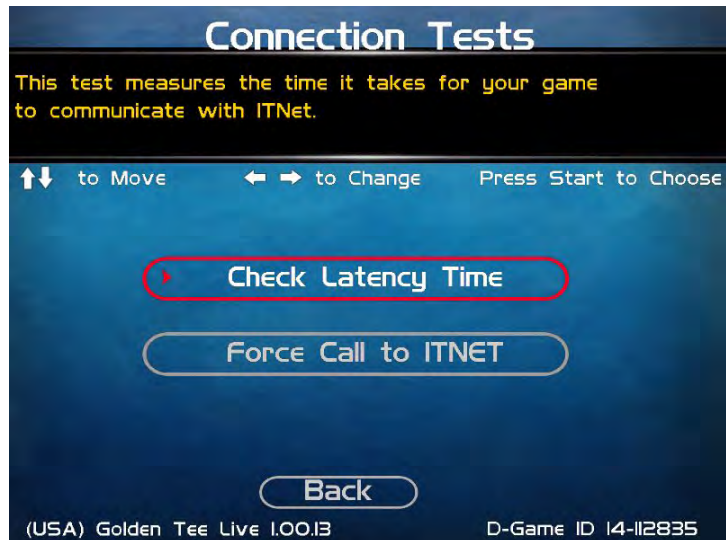 Connection Tests
This test measures the time it takes for your game
to communicate with ITNet.
to Move to Change Press Start to Choose
Check Latency Time
Force Call to ITNET
Back
(USA) Golden Tee Live 1.00.13 D-Game ID 14-112835